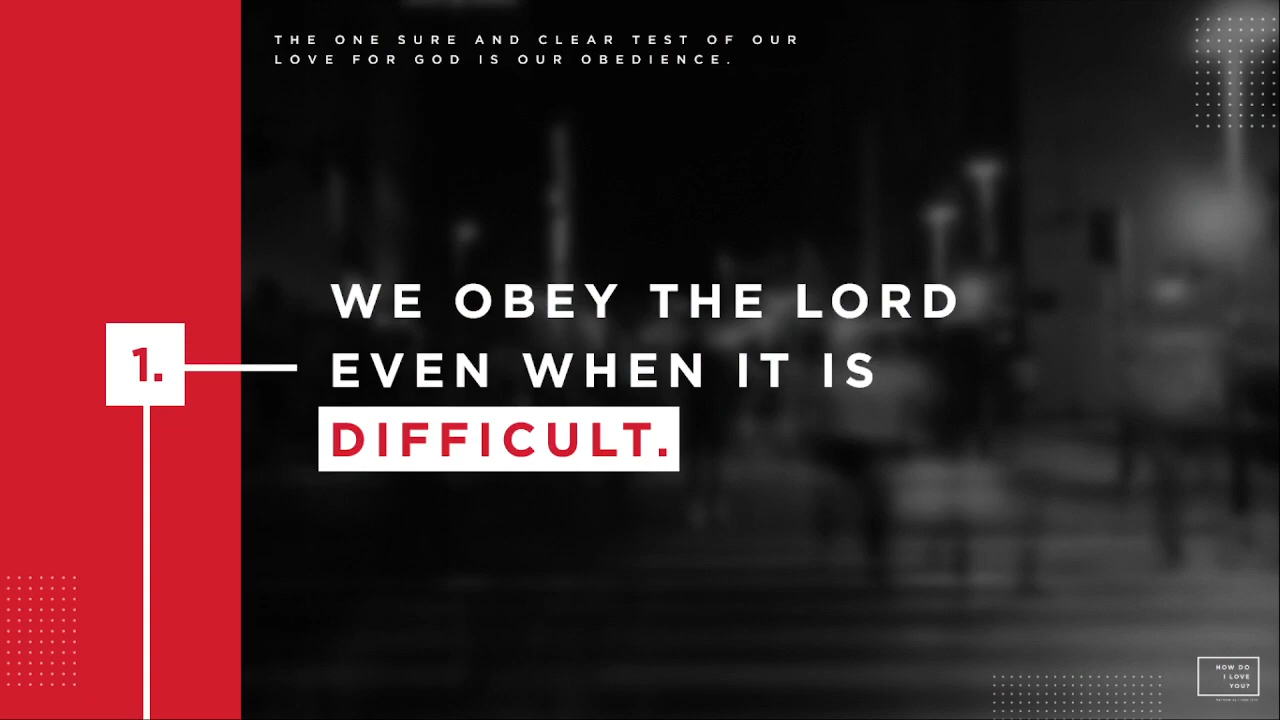 THE ONE SURE AND CLEAR TEST OF OUR
LOVE FOR GOD IS OUR OBEDIENCE.
1.
WE OBEY THE LORD
EVEN WHEN IT IS
DIFFICULT.
HOW DO
I LOVE
YOU?